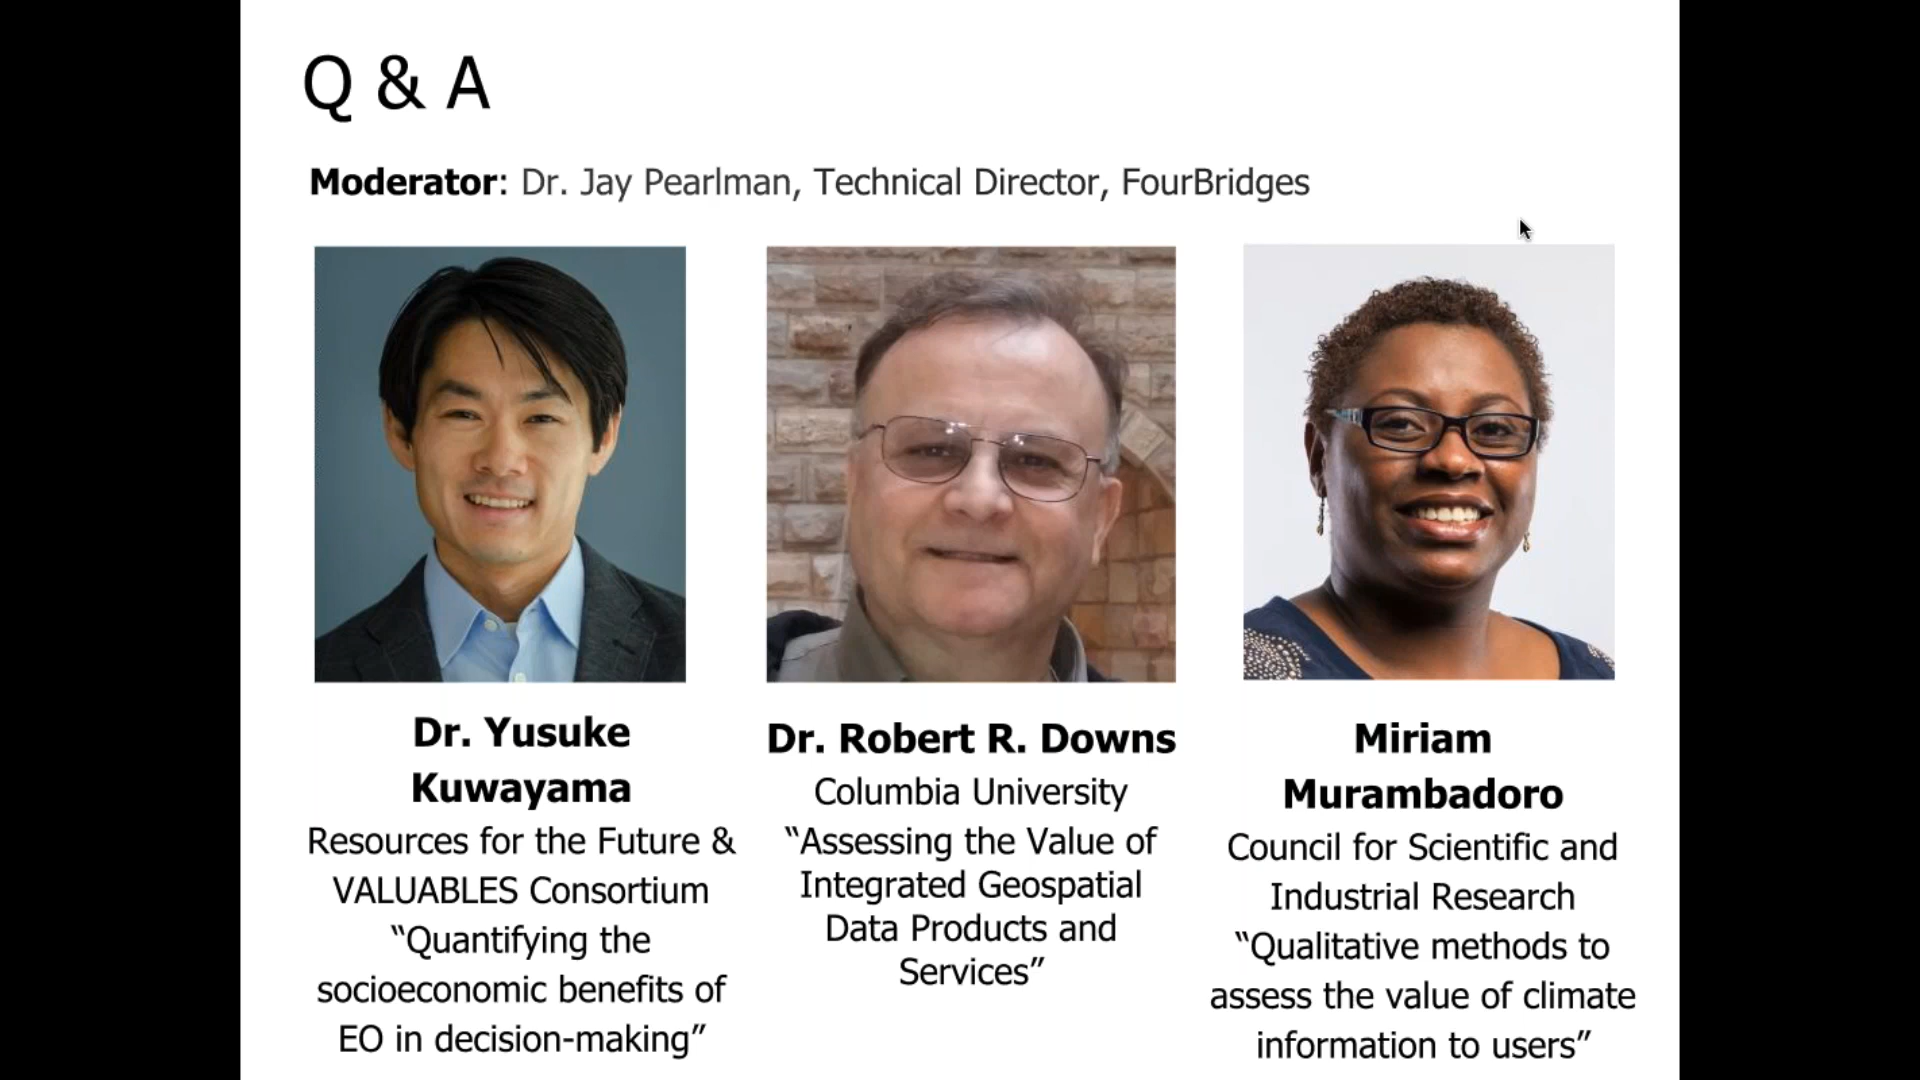 Q & A
Moderator: Dr. Jay Pearlman, Technical Director, FourBridges
Dr. Yusuke
Kuwayama
Resources for the Future &
VALUABLES Consortium
“Quantifying the
socioeconomic benefits of
EO in decision-making”
Dr. Robert R. Downs
Columbia University
“Assessing the Value of
Integrated Geospatial
Data Products and
Services”
Miriam
Murambadoro
Council for Scientific and
Industrial Research
“Qualitative methods to
assess the value of climate
information to users”